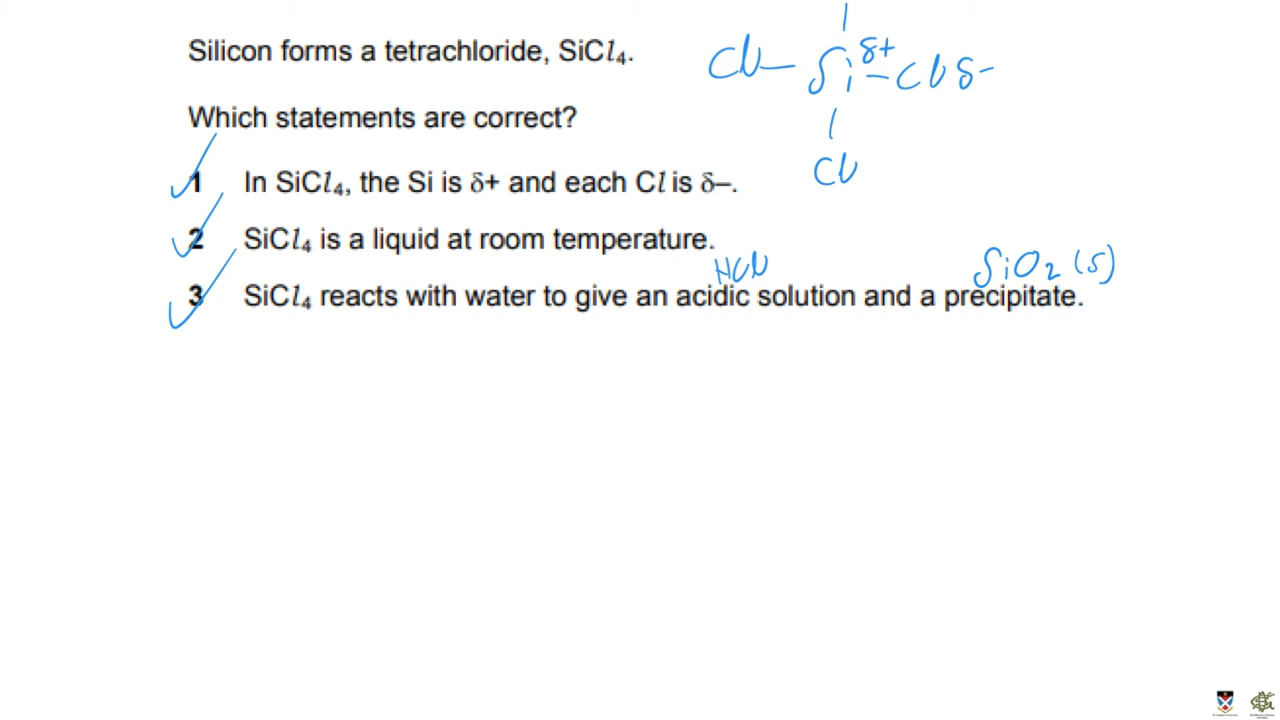 Silicon forms a tetrachloride, SiCl₄.
Cl— Si δ+ — Cl δ−
Which statements are correct?
Cl
1 In SiCl₄, the Si is δ+ and each Cl is δ–.
2 SiCl₄ is a liquid at room temperature.
HCl SiO₂ (s)
3 SiCl₄ reacts with water to give an acidic solution and a precipitate.